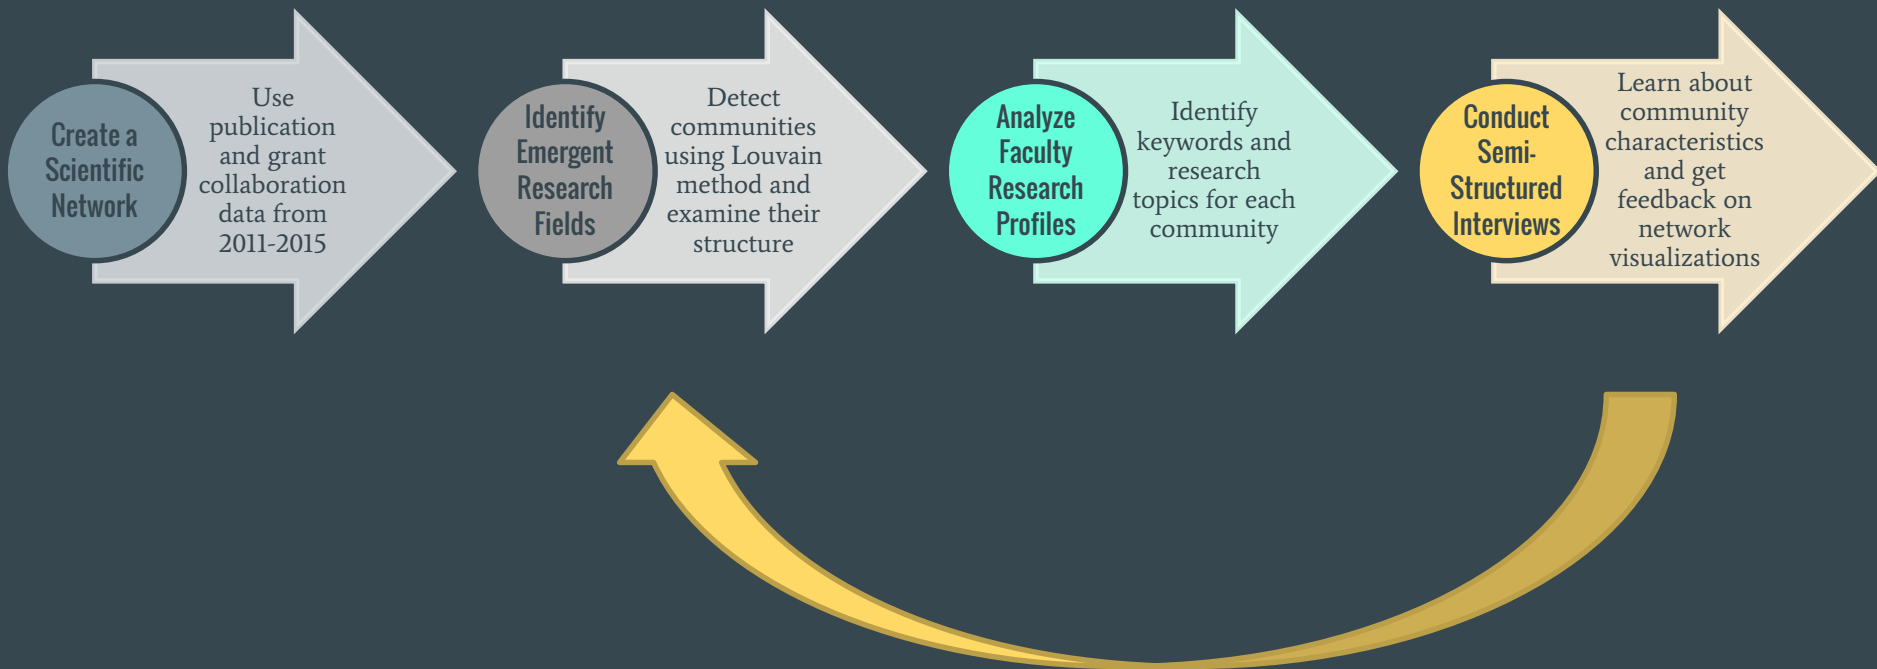 Create a
Scientific
Network
Use
publication
and grant
collaboration
data from
2011-2015
Identify
Emergent
Research
Fields
Detect
communities
using Louvain
method and
examine their
structure
Analyze
Faculty
Research
Profiles
Identify
keywords and
research
topics for each
community
Conduct
Semi-
Structured
Interviews
Learn about
community
characteristics
and get
feedback on
network
visualizations